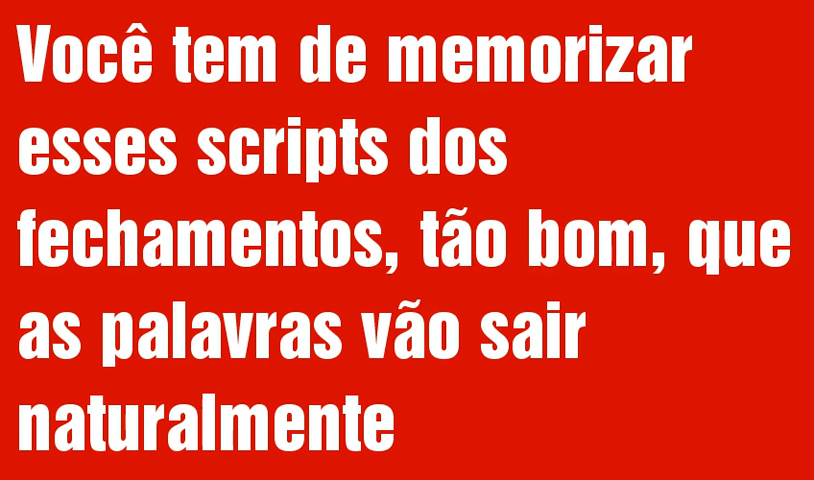 Você tem de memorizar
esses scripts dos
fechamentos, tão bom, que
as palavras vão sair
naturalmente